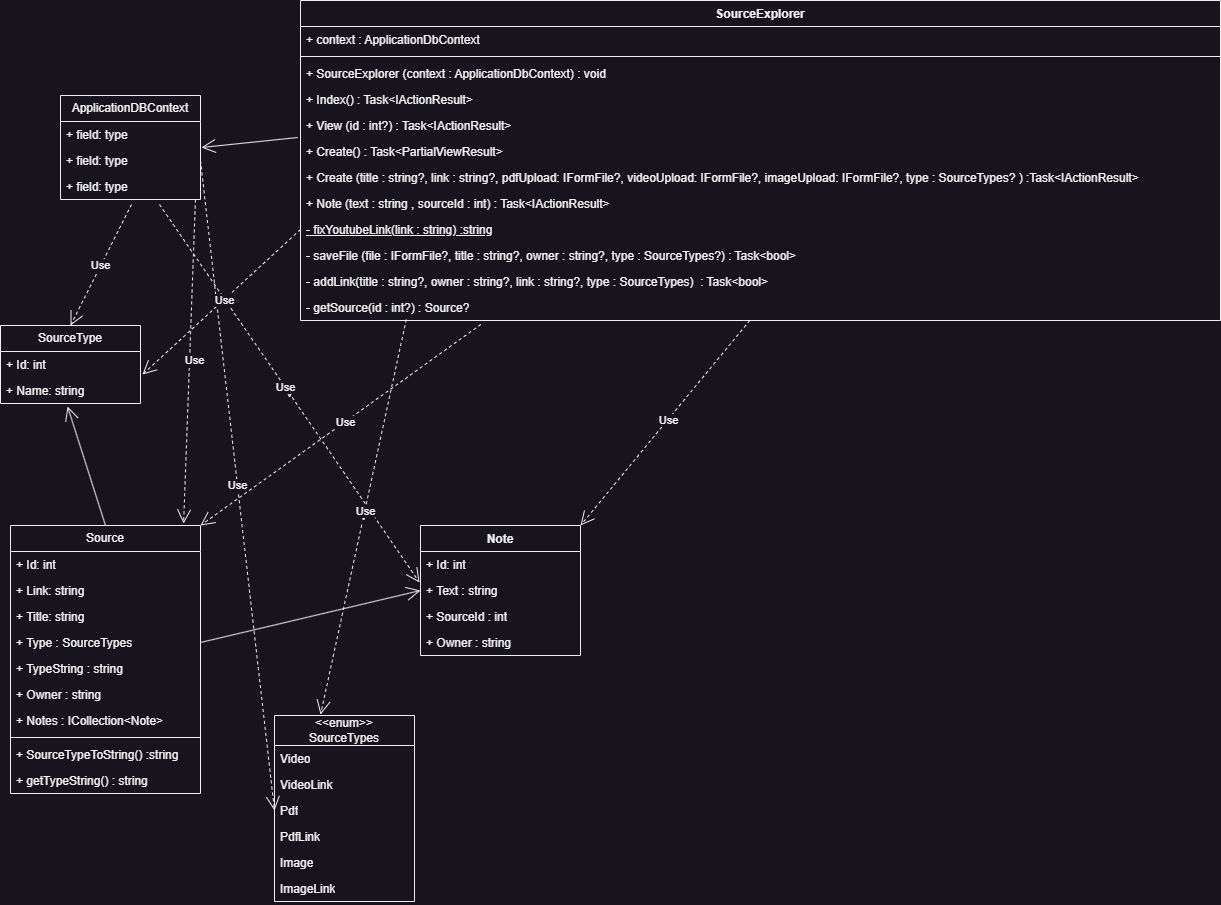 SourceExplorer
+ context : ApplicationDbContext
+ SourceExplorer (context : ApplicationDbContext) : void
+ Index() : Task<IActionResult>
+ View (id : int?) : Task<IActionResult>
+ Create() : Task<PartialViewResult>
+ Create (title : string?, link : string?, pdfUpload: IFormFile?, videoUpload: IFormFile?, imageUpload: IFormFile?, type : SourceTypes? ) :Task<IActionResult>
+ Note (text : string , sourceId : int) : Task<IActionResult>
- fixYoutubeLink(link : string) :string
- saveFile (file : IFormFile?, title : string?, owner : string?, type : SourceTypes?) : Task<bool>
- addLink(title : string?, owner : string?, link : string?, type : SourceTypes)  : Task<bool>
- getSource(id : int?) : Source?
ApplicationDBContext
+ field: type
+ field: type
+ field: type
Use
Use
Use
Use
Use
Use
Use
Use
SourceType
+ Id: int
+ Name: string
Source
+ Id: int
+ Link: string
+ Title: string
+ Type : SourceTypes
+ TypeString : string
+ Owner : string
+ Notes : ICollection<Note>
+ SourceTypeToString() :string
+ getTypeString() : string
Note
+ Id: int
+ Text : string
+ SourceId : int
+ Owner : string
<<enum>>
SourceTypes
Video
VideoLink
Pdf
PdfLink
Image
ImageLink